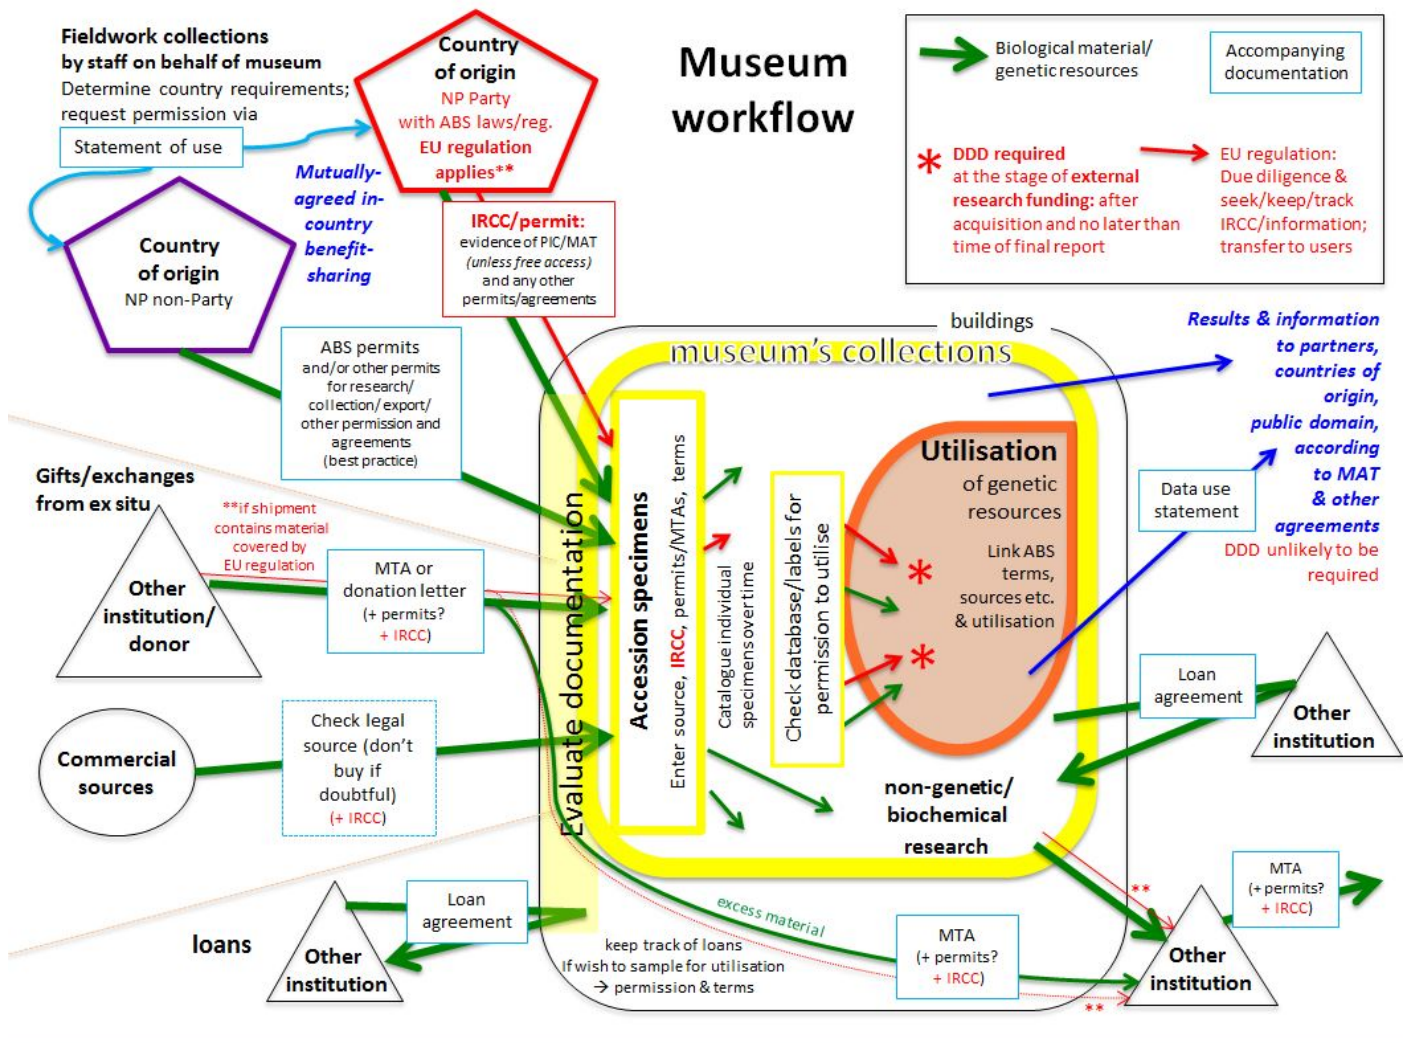 Fieldwork collections
by staff on behalf of museum
Determine country requirements;
request permission via
Statement of use
Country
of origin
NP Party
with ABS laws/reg.
EU regulation
applies**
Museum
workflow
Biological material/
genetic resources
Accompanying
documentation
* DDD required
at the stage of external
research funding: after
acquisition and no later than
time of final report
EU regulation:
Due diligence &
seek/keep/track
IRCC/information;
transfer to users
Mutually-
agreed in-
country
benefit-
sharing
Country
of origin
NP non-Party
IRCC/permit:
evidence of PIC/MAT
(unless free access)
and any other
permits/agreements
ABS permits
and/or other permits
for research/
collection/export/
other permission and
agreements
(best practice)
buildings
museum's collections
Results & information
to partners,
countries of
origin,
public domain,
according
to MAT
& other
agreements
DDD unlikely to be
required
Gifts/exchanges
from ex situ
**if shipment
contains material
covered by
EU regulation
Other
institution/
donor
MTA or
donation letter
(+ permits?
+ IRCC)
Evaluate documentation
Accession specimens
Enter source, IRCC, permits/MTAs, terms
Catalogue individual
specimens overtime
Check database/labels for
permission to utilise
Utilisation
of genetic
resources
Link ABS
terms,
sources etc.
& utilisation
*
*
Data use
statement
Commercial
sources
Check legal
source (don't
buy if
doubtful)
(+ IRCC)
non-genetic/
biochemical
research
Loan
agreement
Other
institution
loans
Other
institution
Loan
agreement
keep track of loans
If wish to sample for utilisation
→ permission & terms
excess material
MTA
(+ permits?
+ IRCC)
**
**
Other
institution
MTA
(+ permits?
+ IRCC)